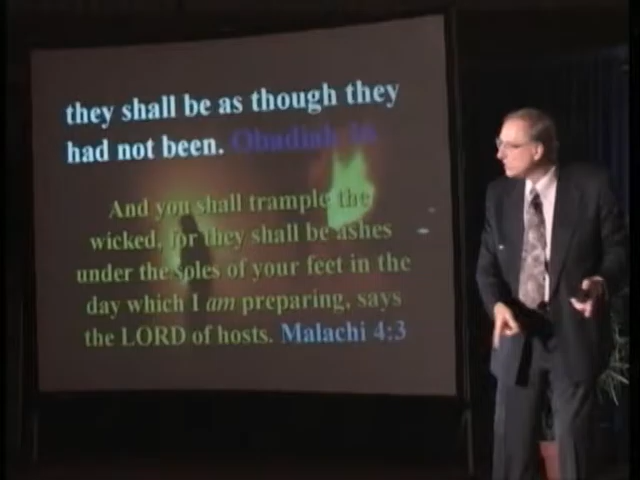 they shall be as though they
had not been. Obadiah 16
And you shall trample the
wicked, for they shall be ashes
under the soles of your feet in the
day which I am preparing, says
the LORD of hosts. Malachi 4:3